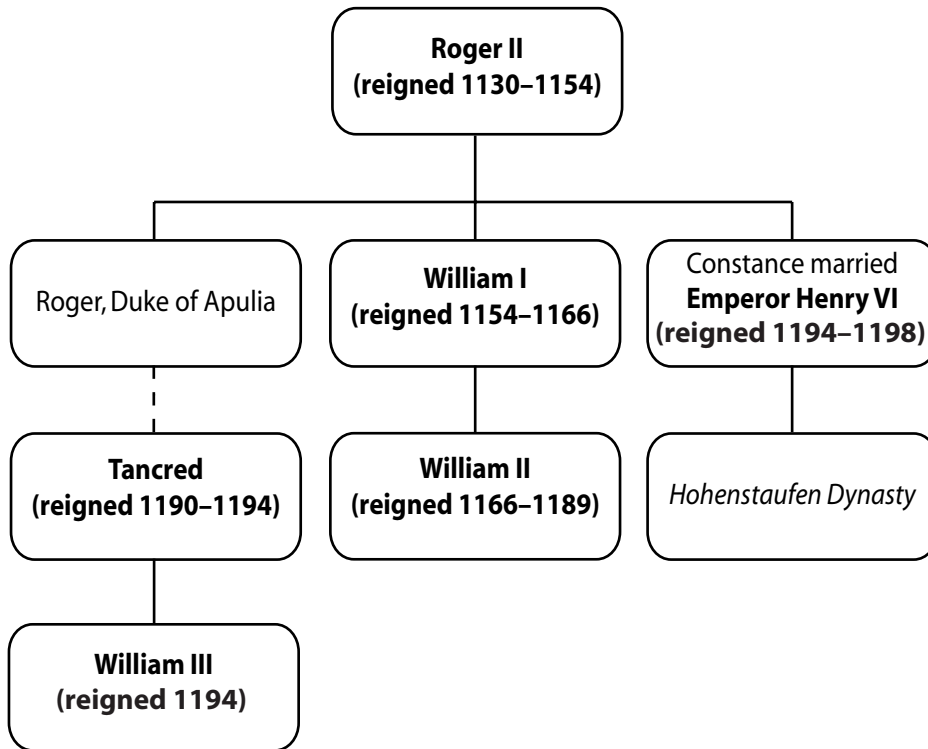 Roger II
(reigned 1130–1154)
Roger, Duke of Apulia
William I
(reigned 1154–1166)
Constance married
Emperor Henry VI
(reigned 1194–1198)
Tancred
(reigned 1190–1194)
William II
(reigned 1166–1189)
Hohenstaufen Dynasty
William III
(reigned 1194)